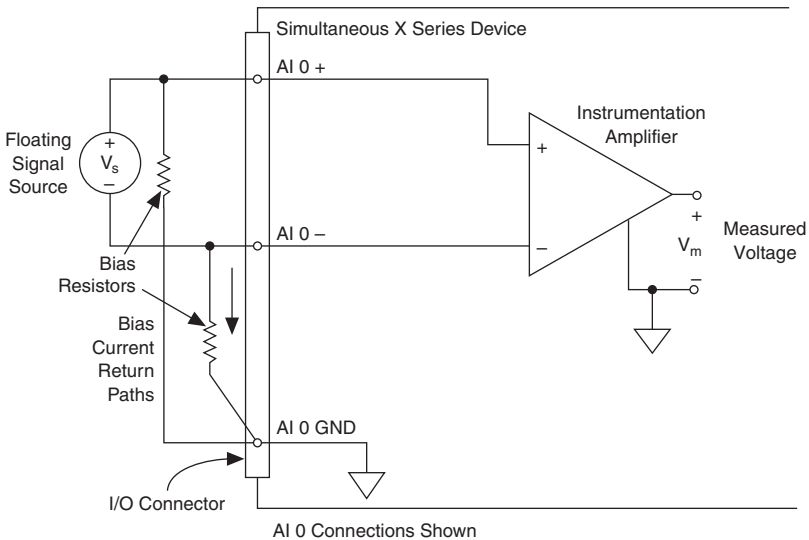 Simultaneous X Series Device
AI 0 +
Instrumentation
Amplifier
Floating
Signal
Source
+
Vs
–
+
–
+
Vm
–
Measured
Voltage
AI 0 –
Bias
Resistors
Bias
Current
Return
Paths
AI 0 GND
I/O Connector
AI 0 Connections Shown